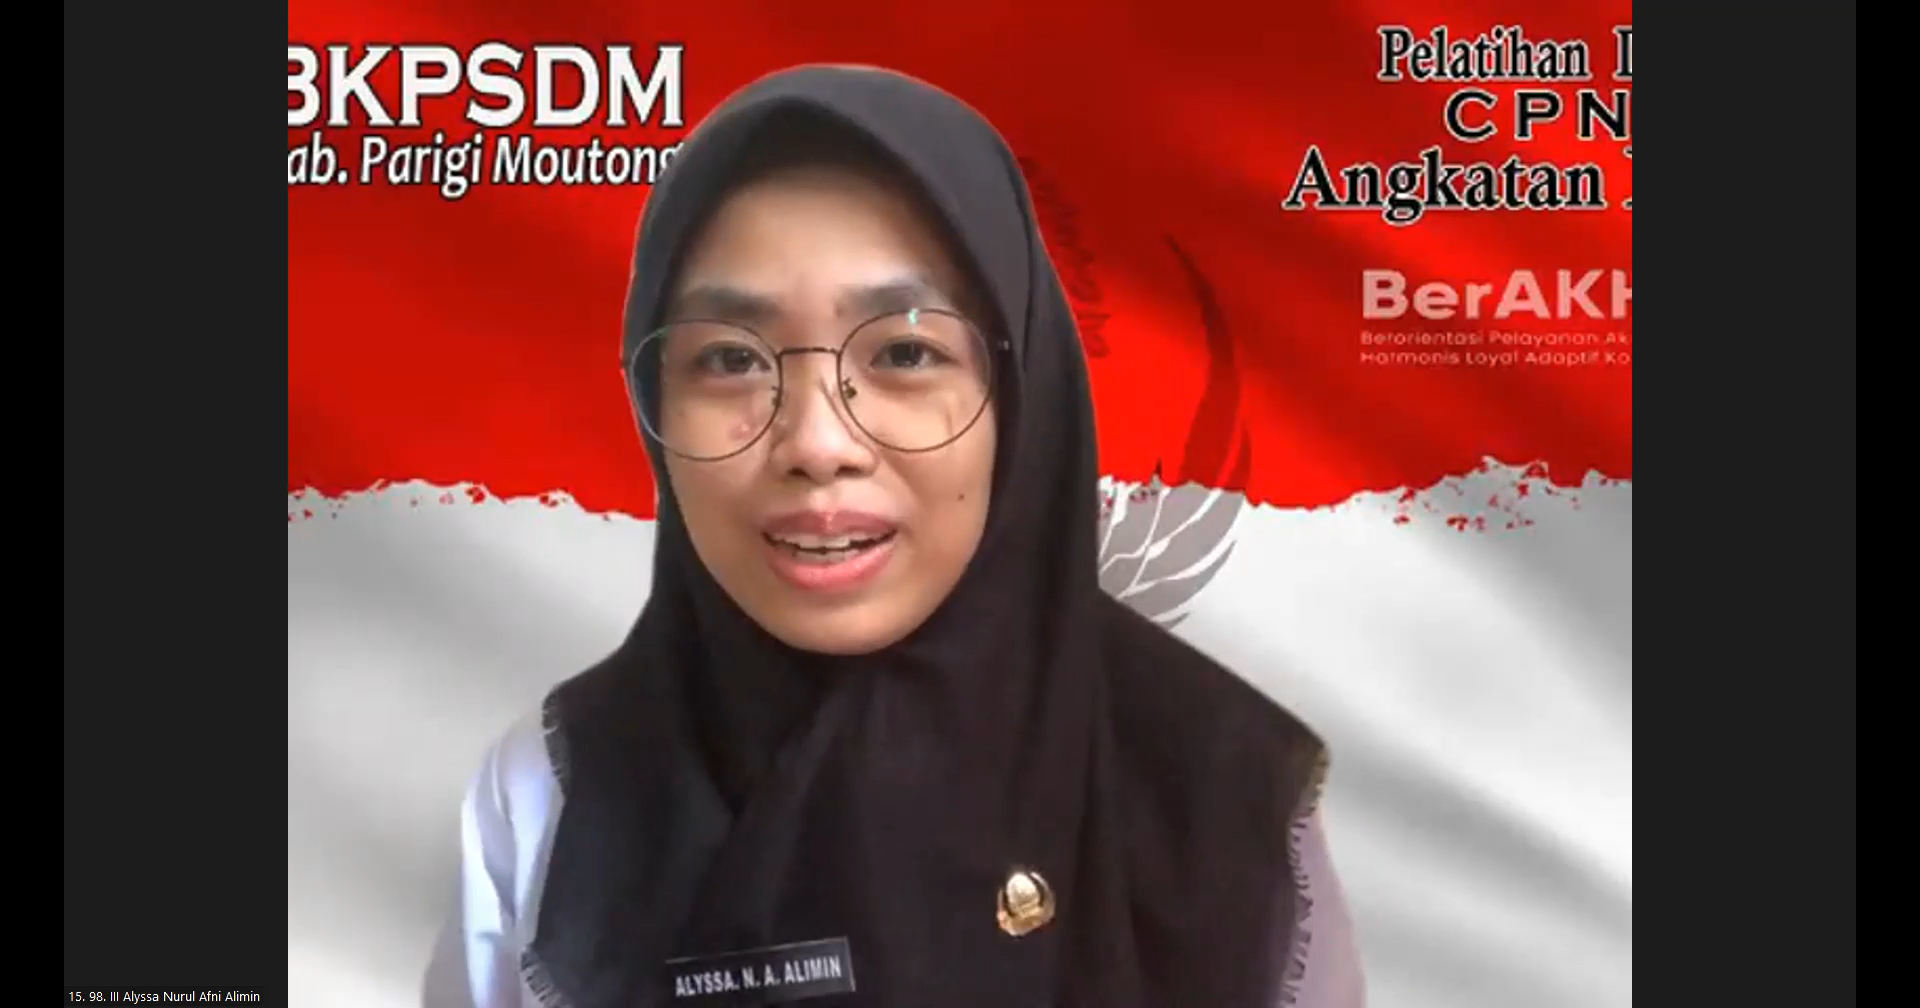 BKPSDM
ab. Parigi Moutong
Pelatihan
CPN
Angkatan
BerAKH
Berorientasi Pelayanan Ak
Harmonis Loyal Adaptif Ko
ALYSSA. N. A. ALIMIN
15. 98. III Alyssa Nurul Afni Alimin